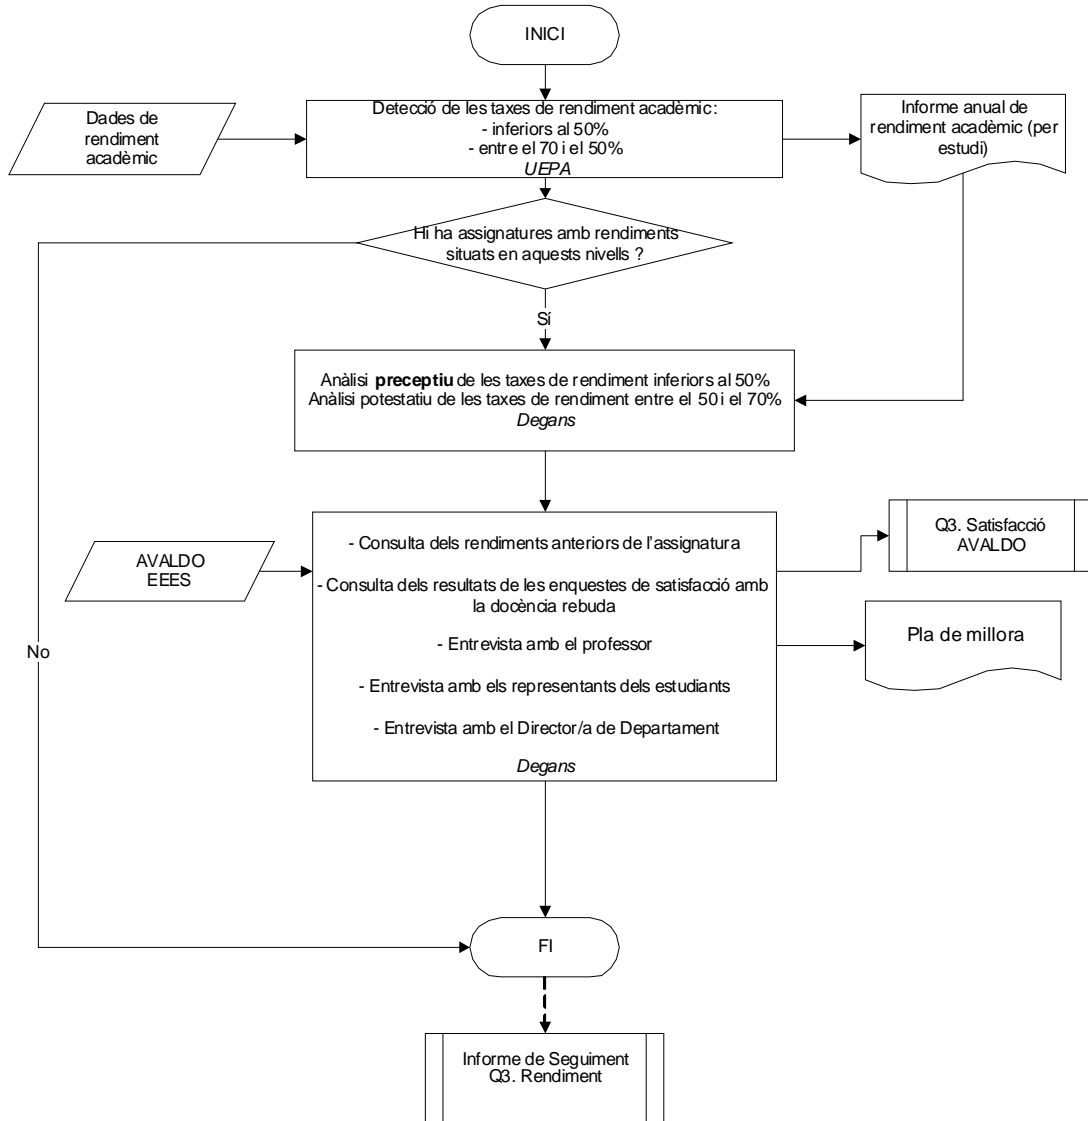 INICI
Dades de
rendiment
acadèmic
Detecció de les taxes de rendiment acadèmic:
- inferiors al 50%
- entre el 70 i el 50%
UEPA
Informe anual de
rendiment acadèmic (per
estudi)
Hi ha assignatures amb rendiments
situats en aquests nivells ?
Sí
Anàlisi preceptiu de les taxes de rendiment inferiors al 50%
Anàlisi potestatiu de les taxes de rendiment entre el 50 i el 70%
Degans
AVALDO
EEES
- Consulta dels rendiments anteriors de l'assignatura
- Consulta dels resultats de les enquestes de satisfacció amb
la docència rebuda
- Entrevista amb el professor
- Entrevista amb els representants dels estudiants
- Entrevista amb el Director/a de Departament
Degans
Q3. Satisfacció
AVALDO
Pla de millora
No
FI
Informe de Seguiment
Q3. Rendiment